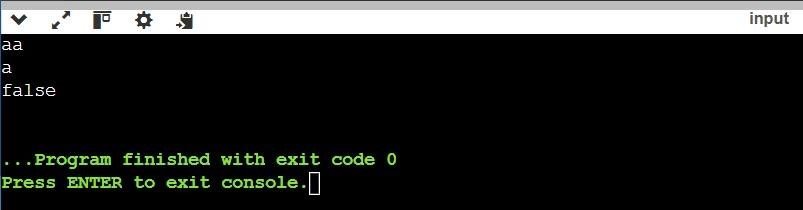 input
aa
a
false
...Program finished with exit code 0
Press ENTER to exit console.